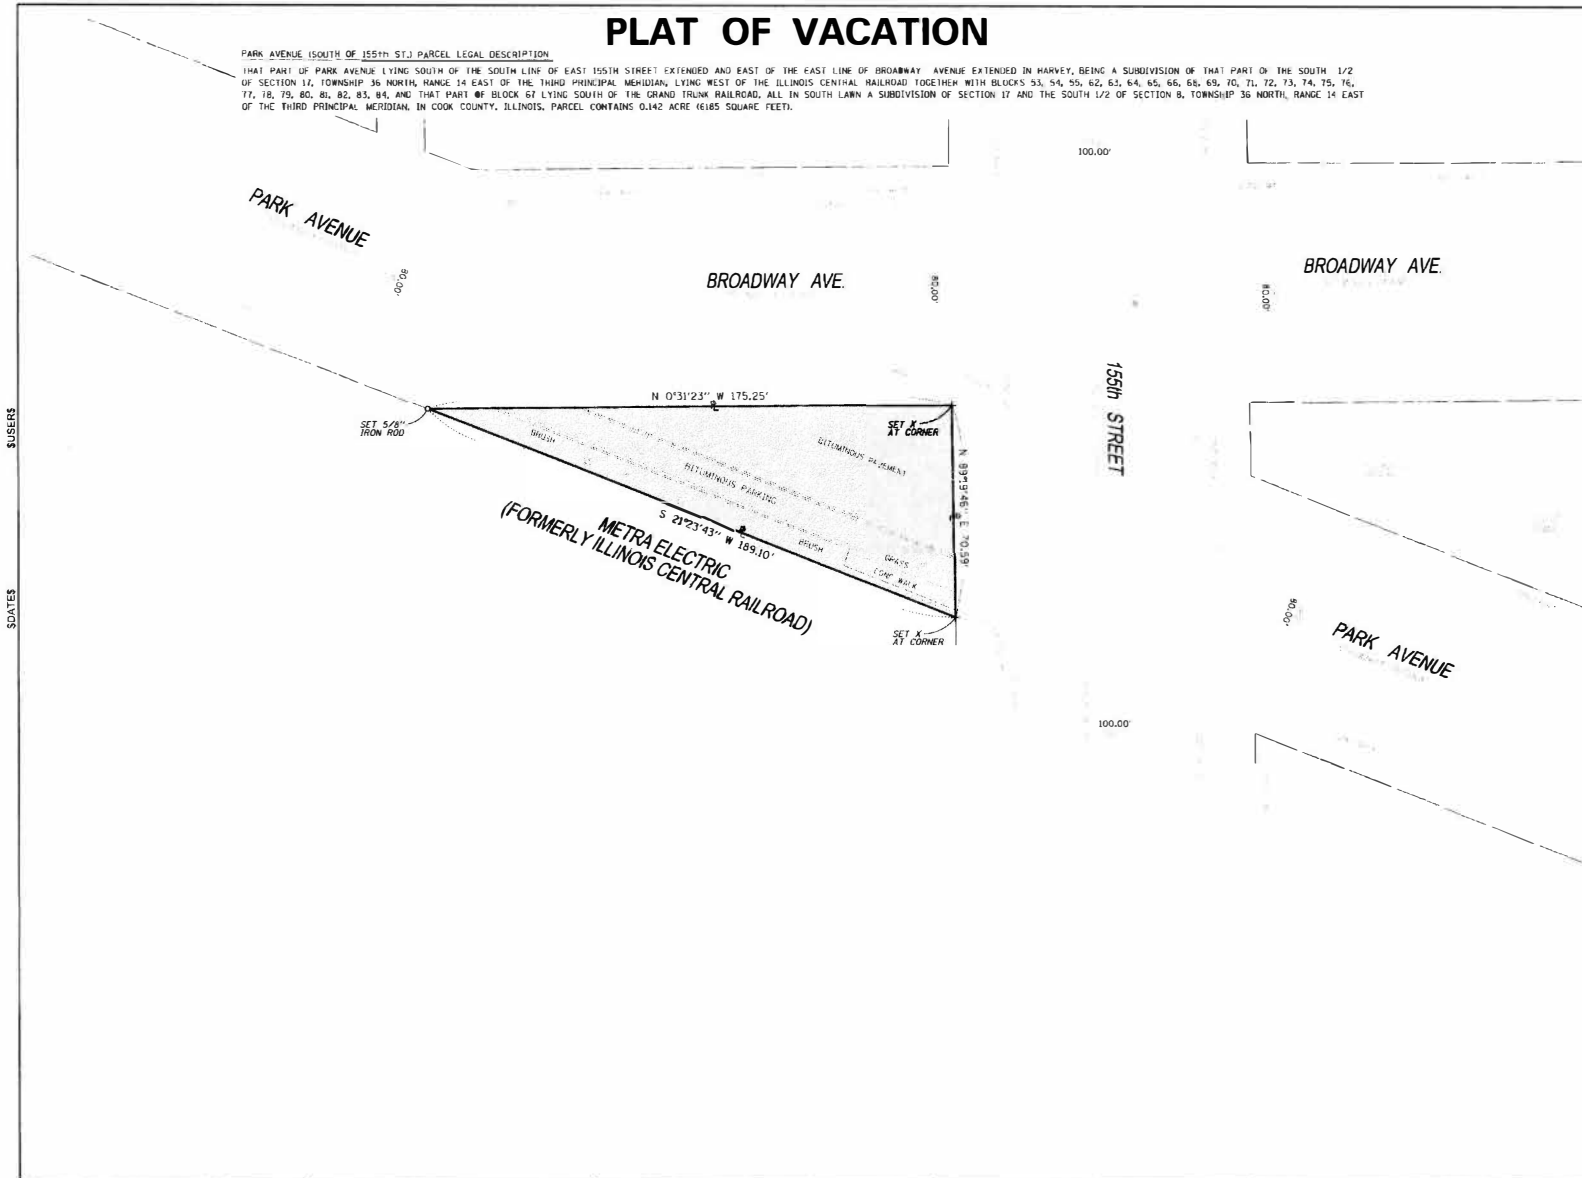 PLAT OF VACATION
PARK AVENUE (SOUTH OF 155th ST.) PARCEL LEGAL DESCRIPTION
THAT PART OF PARK AVENUE LYING SOUTH OF THE SOUTH LINE OF EAST 155TH STREET EXTENDED AND EAST OF THE EAST LINE OF BROADWAY AVENUE EXTENDED IN HARVEY, BEING A SUBDIVISION OF THAT PART OF THE SOUTH 1/2
OF SECTION 17, TOWNSHIP 36 NORTH, RANGE 14 EAST OF THE THIRD PRINCIPAL MERIDIAN, LYING WEST OF THE ILLINOIS CENTRAL RAILROAD TOGETHER WITH BLOCKS 53, 54, 55, 62, 63, 64, 65, 66, 68, 69, 70, 71, 72, 73, 74, 75, 76,
77, 78, 79, 80, 81, 82, 83, 84, AND THAT PART OF BLOCK 67 LYING SOUTH OF THE GRAND TRUNK RAILROAD, ALL IN SOUTH LAWN A SUBDIVISION OF SECTION 17 AND THE SOUTH 1/2 OF SECTION 8, TOWNSHIP 36 NORTH, RANGE 14 EAST
OF THE THIRD PRINCIPAL MERIDIAN, IN COOK COUNTY, ILLINOIS. PARCEL CONTAINS 0.142 ACRE (6185 SQUARE FEET).
100.00'
PARK AVENUE
80.00'
BROADWAY AVE.
80.00'
80.00'
BROADWAY AVE.
155th STREET
N 0°31'23" W 175.25'
PL
SET 5/8"
IRON ROD
SET X
AT CORNER
BRUSH
BITUMINOUS PAVEMENT
BITUMINOUS PARKING
N 89°19'46" E 70.59'
S 21°23'43" W 189.10'
BRUSH
GRASS
CONC WALK
METRA ELECTRIC
(FORMERLY ILLINOIS CENTRAL RAILROAD)
SET X
AT CORNER
80.00'
PARK AVENUE
100.00'
$USER$
$DATE$